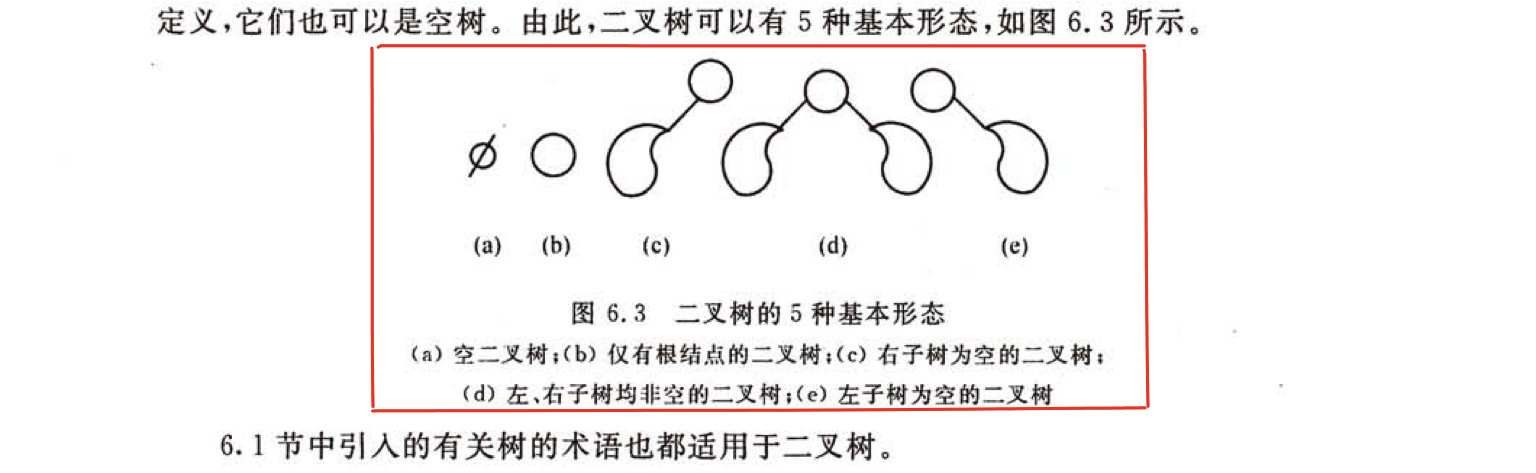 定义,它们也可以是空树。由此,二叉树可以有 5 种基本形态,如图 6.3 所示。
(a) (b) (c) (d) (e)
图 6.3 二叉树的 5 种基本形态
(a) 空二叉树;(b) 仅有根结点的二叉树;(c) 右子树为空的二叉树;
(d) 左、右子树均非空的二叉树;(e) 左子树为空的二叉树
6.1 节中引入的有关树的术语也都适用于二叉树。